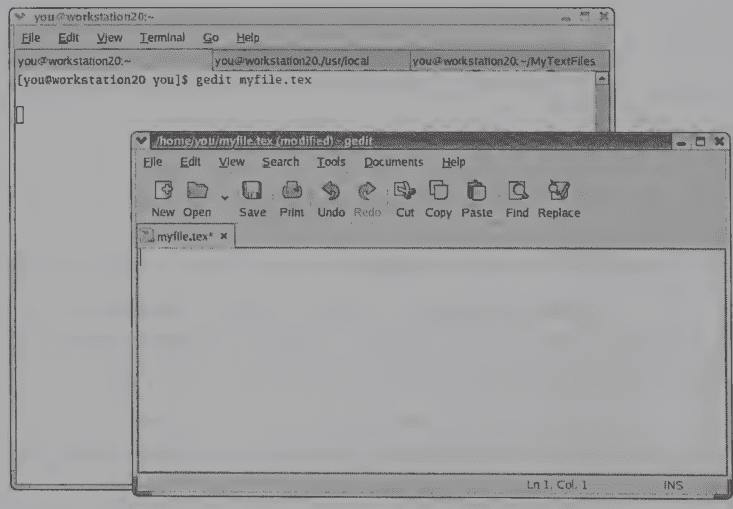 you@workstation20:~
File Edit View Terminal Go Help
you@workstation20:~ you@workstation20:/usr/local you@workstation20:~/MyTextFiles
[you@workstation20 you]$ gedit myfile.tex
/home/you/myfile.tex (modified) - gedit
File Edit View Search Tools Documents Help
New Open Save Print Undo Redo Cut Copy Paste Find Replace
myfile.tex* ×
Ln 1, Col. 1 INS